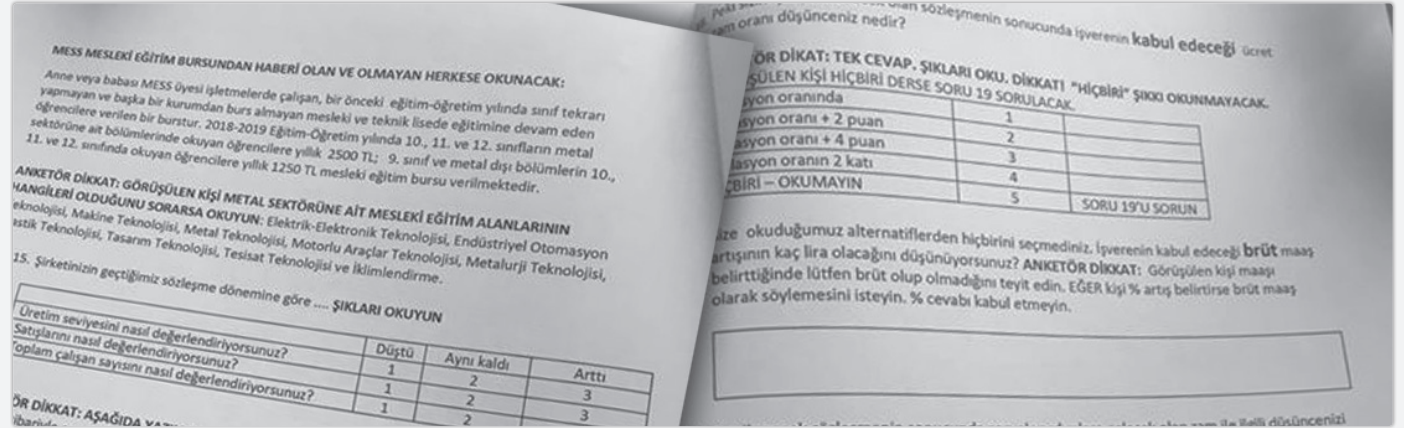 MESS MESLEKİ EĞİTİM BURSUNDAN HABERİ OLAN VE OLMAYAN HERKESE OKUNACAK:
Anne veya babası MESS üyesi işletmelerde çalışan, bir önceki eğitim-öğretim yılında sınıf tekrarı
yapmayan ve başka bir kurumdan burs almayan mesleki ve teknik lisede eğitimine devam eden
öğrencilere verilen bir burstur. 2018-2019 Eğitim-Öğretim yılında 10., 11. ve 12. sınıfların metal
sektörüne ait bölümlerinde okuyan öğrencilere yıllık 2500 TL; 9. sınıf ve metal dışı bölümlerin 10.,
11. ve 12. sınıfında okuyan öğrencilere yıllık 1250 TL mesleki eğitim bursu verilmektedir.
ANKETÖR DİKKAT: GÖRÜŞÜLEN KİŞİ METAL SEKTÖRÜNE AİT MESLEKİ EĞİTİM ALANLARININ
HANGİLERİ OLDUĞUNU SORARSA OKUYUN: Elektrik-Elektronik Teknolojisi, Endüstriyel Otomasyon
eknolojisi, Makine Teknolojisi, Metal Teknolojisi, Motorlu Araçlar Teknolojisi, Metalurji Teknolojisi,
astik Teknolojisi, Tasarım Teknolojisi, Tesisat Teknolojisi ve İklimlendirme.
15. Şirketinizin geçtiğimiz sözleşme dönemine göre .... ŞIKLARI OKUYUN
Düştü Aynı kaldı Arttı
Üretim seviyesini nasıl değerlendiriyorsunuz? 1 2 3
Satışlarını nasıl değerlendiriyorsunuz? 1 2 3
Toplam çalışan sayısını nasıl değerlendiriyorsunuz? 1 2
ÖR DİKKAT: AŞAĞIDA
Peki olan sözleşmenin sonucunda işverenin kabul edeceği ücret
am oranı düşünceniz nedir?
ÖR DİKAT: TEK CEVAP. ŞIKLARI OKU. DİKKAT! "HİÇBİRİ" ŞIKKI OKUNMAYACAK.
ŞÜLEN KİŞİ HİÇBİRİ DERSE SORU 19 SORULACAK.
syon oranında 1
syon oranı + 2 puan 2
asyon oranı + 4 puan 3
lasyon oranın 2 katı 4
ÇBİRİ – OKUMAYIN 5 SORU 19'U SORUN
ize okuduğumuz alternatiflerden hiçbirini seçmediniz. İşverenin kabul edeceği brüt maaş
artışının kaç lira olacağını düşünüyorsunuz? ANKETÖR DİKKAT: Görüşülen kişi maaşı
belirttiğinde lütfen brüt olup olmadığını teyit edin. EĞER kişi % artış belirtirse brüt maaş
olarak söylemesini isteyin. % cevabı kabul etmeyin.
ile ilgili düşüncenizi